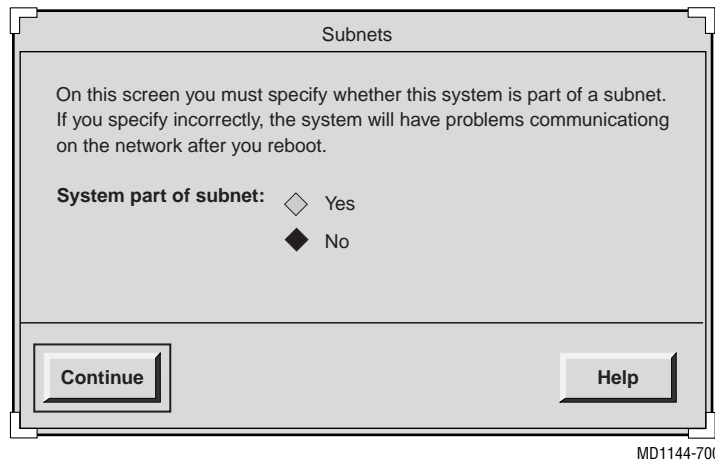 Subnets
On this screen you must specify whether this system is part of a subnet.
If you specify incorrectly, the system will have problems communicationg
on the network after you reboot.
System part of subnet:
Yes
No
Continue
Help
MD1144-700